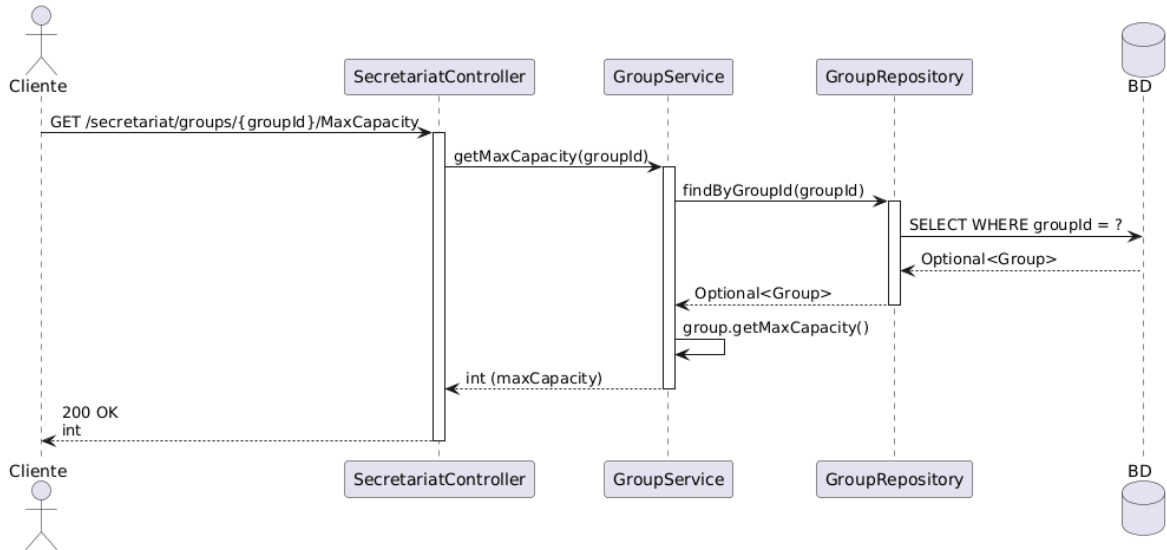 Cliente
SecretariatController
GroupService
GroupRepository
BD
GET /secretariat/groups/{groupId}/MaxCapacity
getMaxCapacity(groupId)
findByGroupId(groupId)
SELECT WHERE groupId = ?
Optional<Group>
Optional<Group>
group.getMaxCapacity()
int (maxCapacity)
200 OK
int
Cliente
SecretariatController
GroupService
GroupRepository
BD